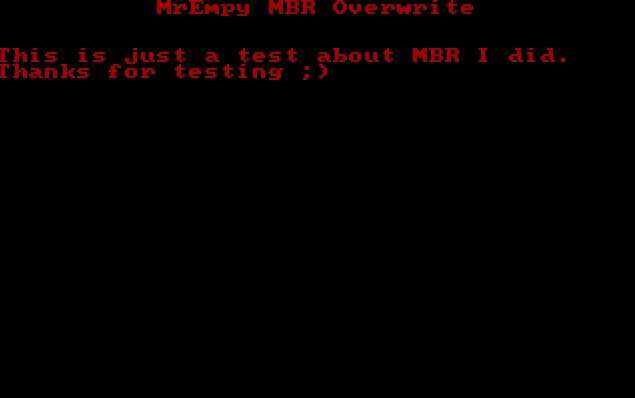 MrEmpy MBR Overwrite
This is just a test about MBR I did.
Thanks for testing ;)